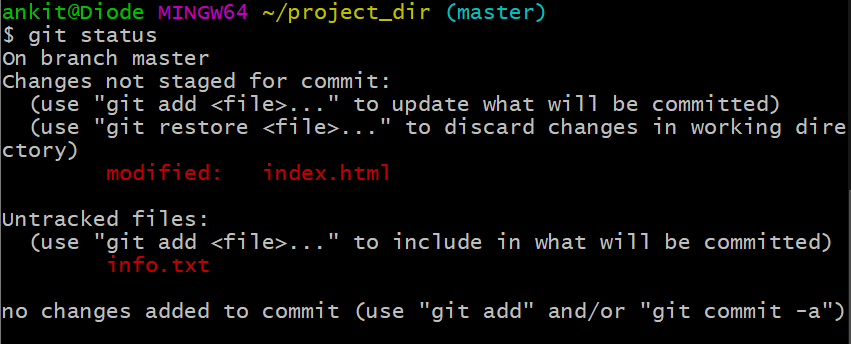 ankit@Diode MINGW64 ~/project_dir (master)
$ git status
On branch master
Changes not staged for commit:
  (use "git add <file>..." to update what will be committed)
  (use "git restore <file>..." to discard changes in working dire
ctory)
        modified:   index.html

Untracked files:
  (use "git add <file>..." to include in what will be committed)
        info.txt

no changes added to commit (use "git add" and/or "git commit -a")